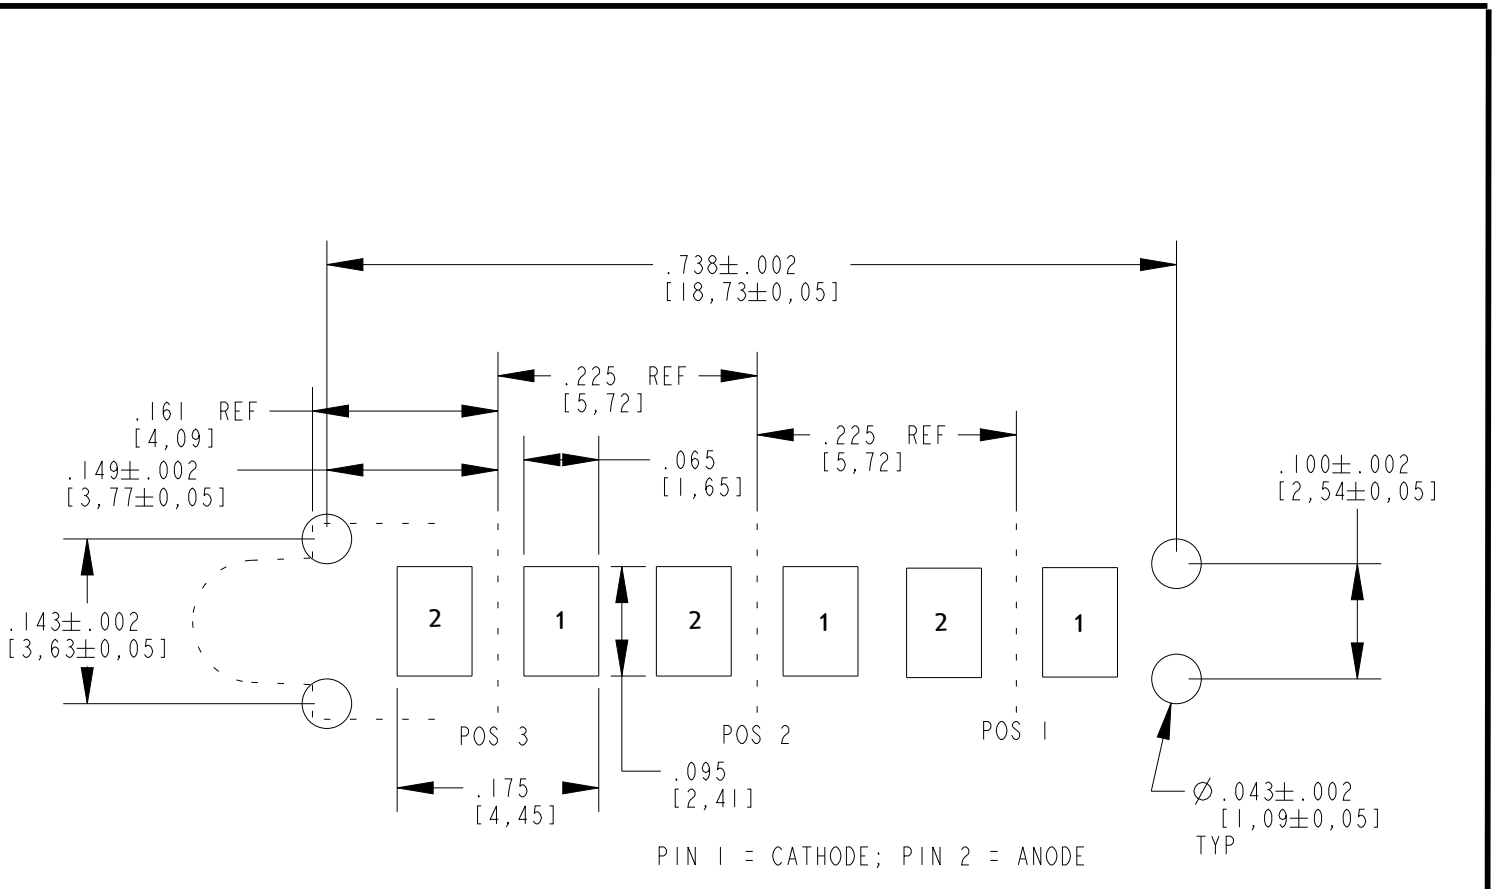 .738±.002
[18,73±0,05]
.225 REF
[5,72]
.161 REF
[4,09]
.225 REF
[5,72]
.065
[1,65]
.149±.002
[3,77±0,05]
.100±.002
[2,54±0,05]
.143±.002
[3,63±0,05]
2 1 2 1 2 1
POS 3 POS 2 POS 1
.175
[4,45]
.095
[2,41]
Ø.043±.002
[1,09±0,05]
TYP
PIN 1 = CATHODE; PIN 2 = ANODE